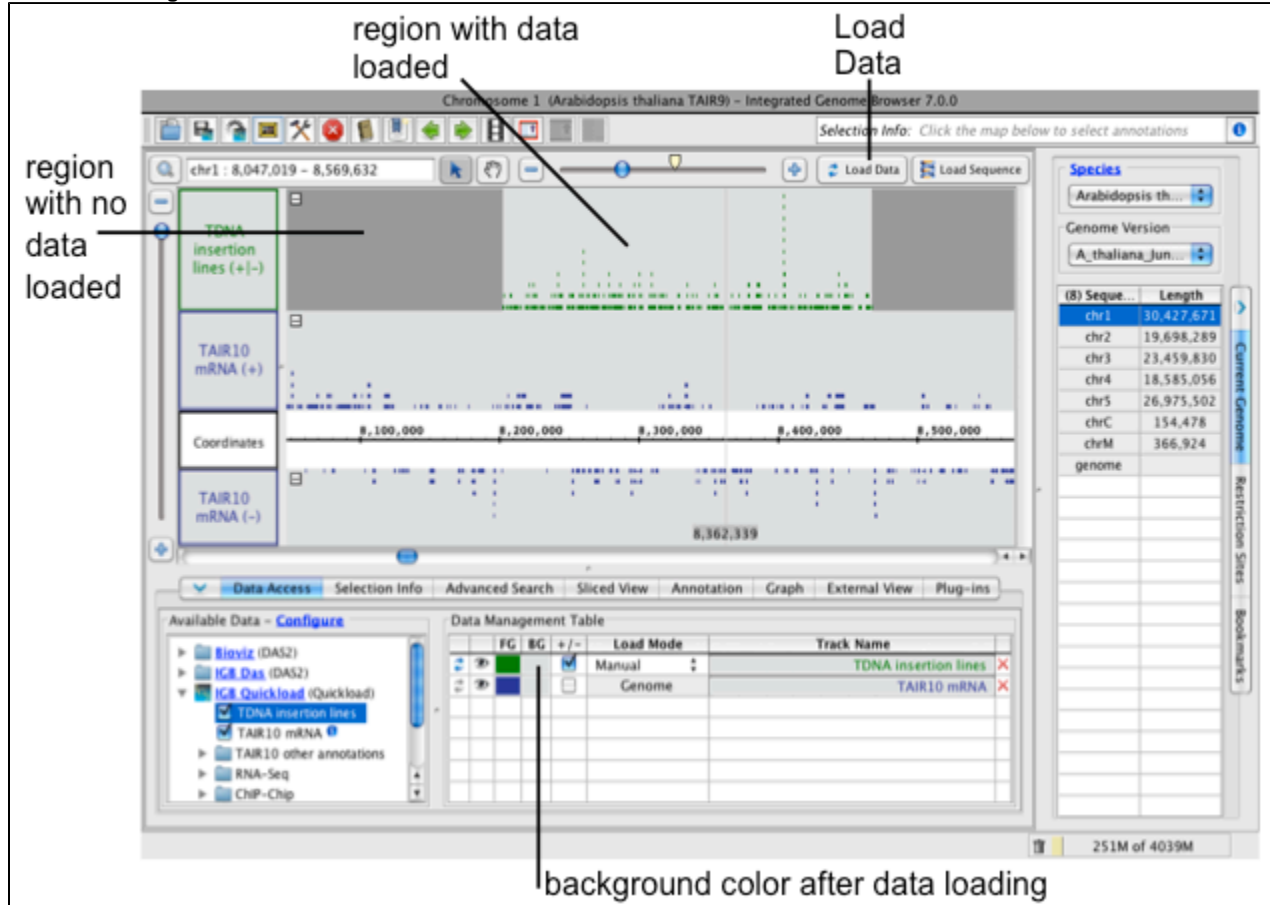 region with data
loaded
Load
Data
region
with no
data
loaded
Chromosome 1 (Arabidopsis thaliana TAIR9) - Integrated Genome Browser 7.0.0
Selection Info: Click the map below to select annotations
chr1 : 8,047,019 - 8,569,632
Load Data
Load Sequence
TDNA
insertion
lines (+|-)
TAIR10
mRNA (+)
Coordinates
8,100,000 8,200,000 8,300,000 8,400,000 8,500,000
TAIR10
mRNA (-)
8,362,339
Species
Arabidopsis th...
Genome Version
A_thaliana_Jun...
(8) Seque... Length
chr1 30,427,671
chr2 19,698,289
chr3 23,459,830
chr4 18,585,056
chr5 26,975,502
chrC 154,478
chrM 366,924
genome
Current Genome
Restriction Sites
Bookmarks
Data Access Selection Info Advanced Search Sliced View Annotation Graph External View Plug-ins
Available Data - Configure
Bioviz (DAS2)
IGB Das (DAS2)
IGB Quickload (Quickload)
TDNA insertion lines
TAIR10 mRNA
TAIR10 other annotations
RNA-Seq
ChIP-Chip
Data Management Table
FG BG +/- Load Mode Track Name
Manual TDNA insertion lines
Genome TAIR10 mRNA
251M of 4039M
background color after data loading